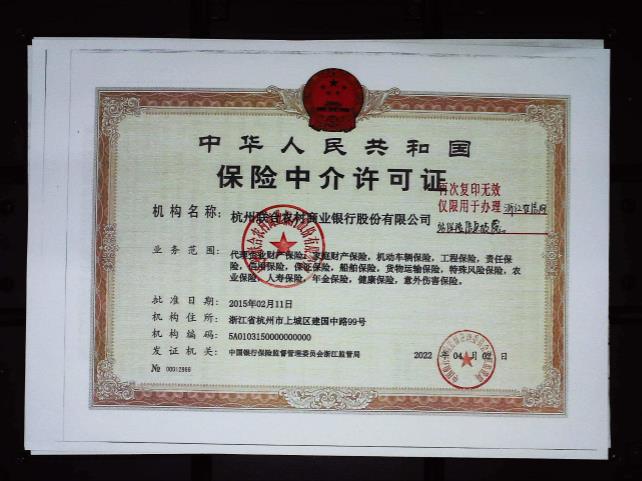 中华人民共和国
保险中介许可证
再次复印无效
仅限用于办理
机构名称：杭州联合农村商业银行股份有限公司
业务范围：代理企业财产保险，家庭财产保险，机动车辆保险，工程保险，责任保
险，信用保险，保证保险，船舶保险，货物运输保险，特殊风险保险，农
业保险，人寿保险，年金保险，健康保险，意外伤害保险。
批准日期：2015年02月11日
机构住所：浙江省杭州市上城区建国中路99号
机构编码：5A0103150000000000
发证机关：中国银行保险监督管理委员会浙江监管局
2022 年 04 月 02 日
№ 00012866